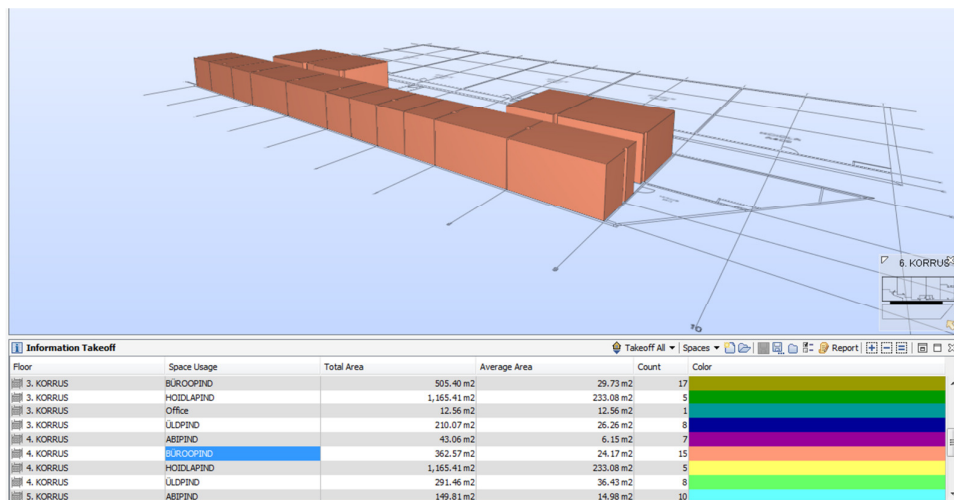 6. KORRUS
10
Information Takeoff
Takeoff All Spaces Report
Floor Space Usage Total Area Average Area Count Color
3. KORRUS BÜROOPIND 505.40 m2 29.73 m2 17
3. KORRUS HOIDLAPIND 1,165.41 m2 233.08 m2 5
3. KORRUS Office 12.56 m2 12.56 m2 1
3. KORRUS ÜLDPIND 210.07 m2 26.26 m2 8
4. KORRUS ABIPIND 43.06 m2 6.15 m2 7
4. KORRUS BÜROOPIND 362.57 m2 24.17 m2 15
4. KORRUS HOIDLAPIND 1,165.41 m2 233.08 m2 5
4. KORRUS ÜLDPIND 291.46 m2 36.43 m2 8
5. KORRUS ABIPIND 149.81 m2 14.98 m2 10